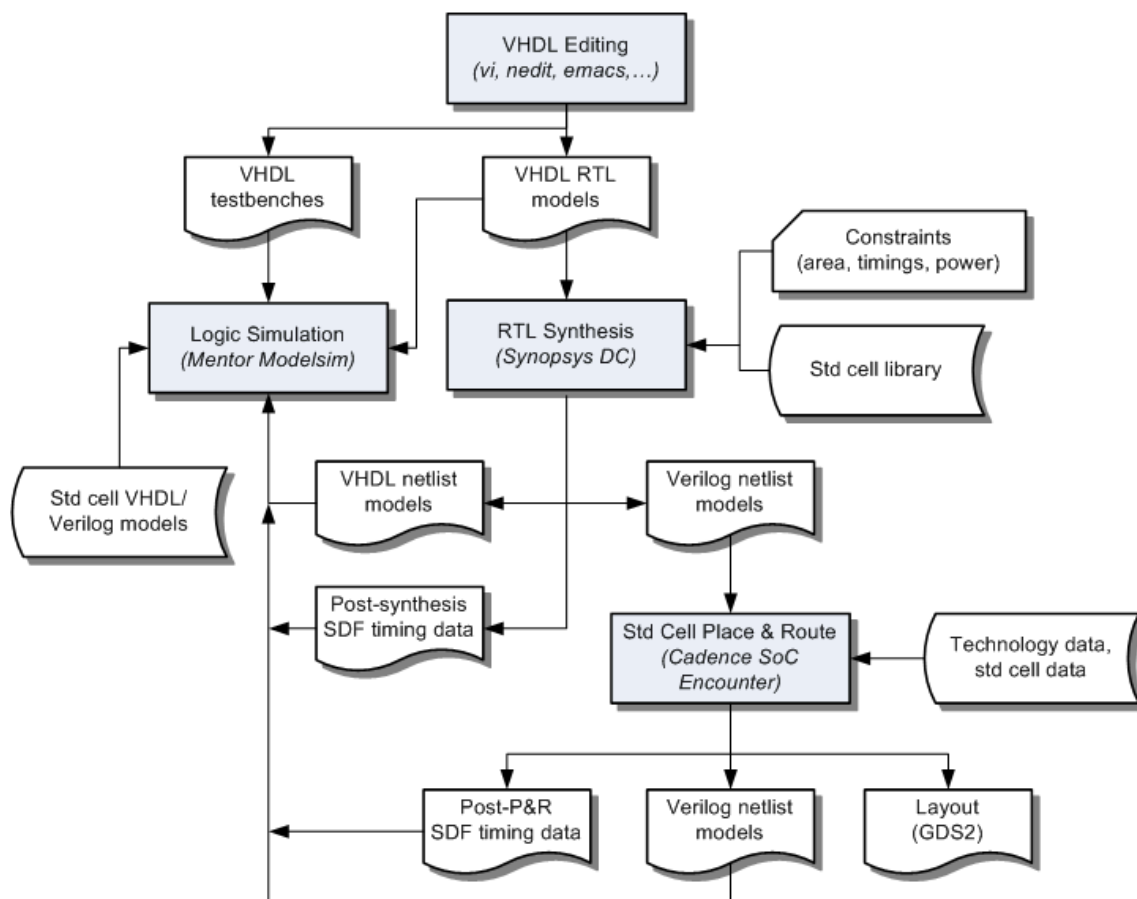 VHDL Editing
(vi, nedit, emacs,…)
VHDL
testbenches
VHDL RTL
models
Constraints
(area, timings, power)
Logic Simulation
(Mentor Modelsim)
RTL Synthesis
(Synopsys DC)
Std cell library
Std cell VHDL/
Verilog models
VHDL netlist
models
Verilog netlist
models
Post-synthesis
SDF timing data
Std Cell Place & Route
(Cadence SoC
Encounter)
Technology data,
std cell data
Post-P&R
SDF timing data
Verilog netlist
models
Layout
(GDS2)